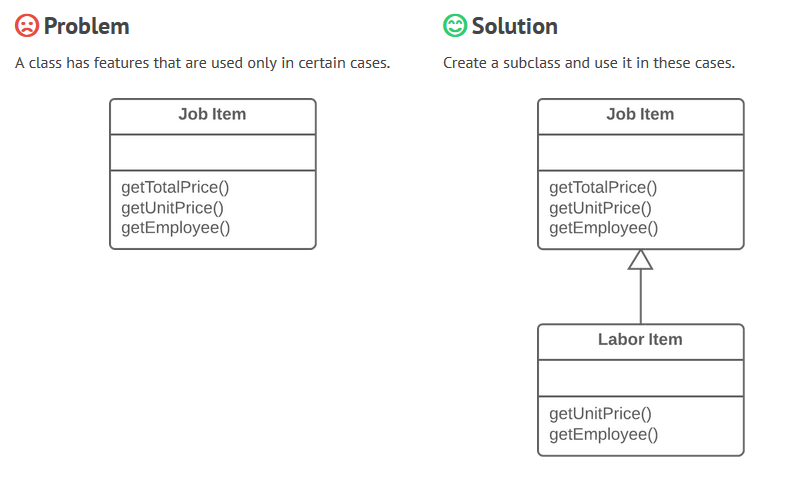 Problem
A class has features that are used only in certain cases.
Job Item
getTotalPrice()
getUnitPrice()
getEmployee()
Solution
Create a subclass and use it in these cases.
Job Item
getTotalPrice()
getUnitPrice()
getEmployee()
Labor Item
getUnitPrice()
getEmployee()